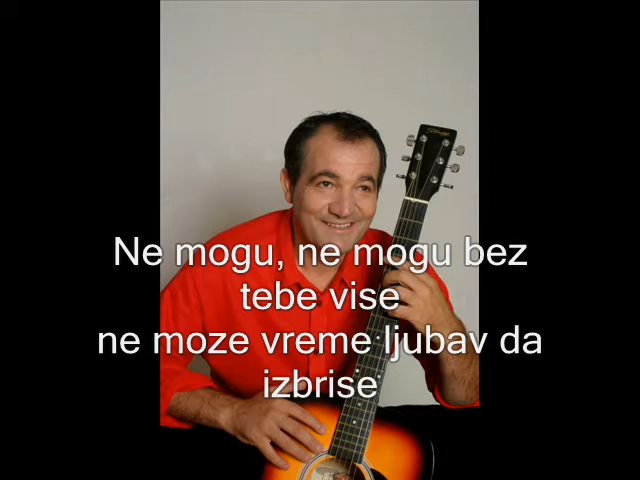 Ne mogu, ne mogu bez
tebe vise
ne moze vreme ljubav da
izbrise